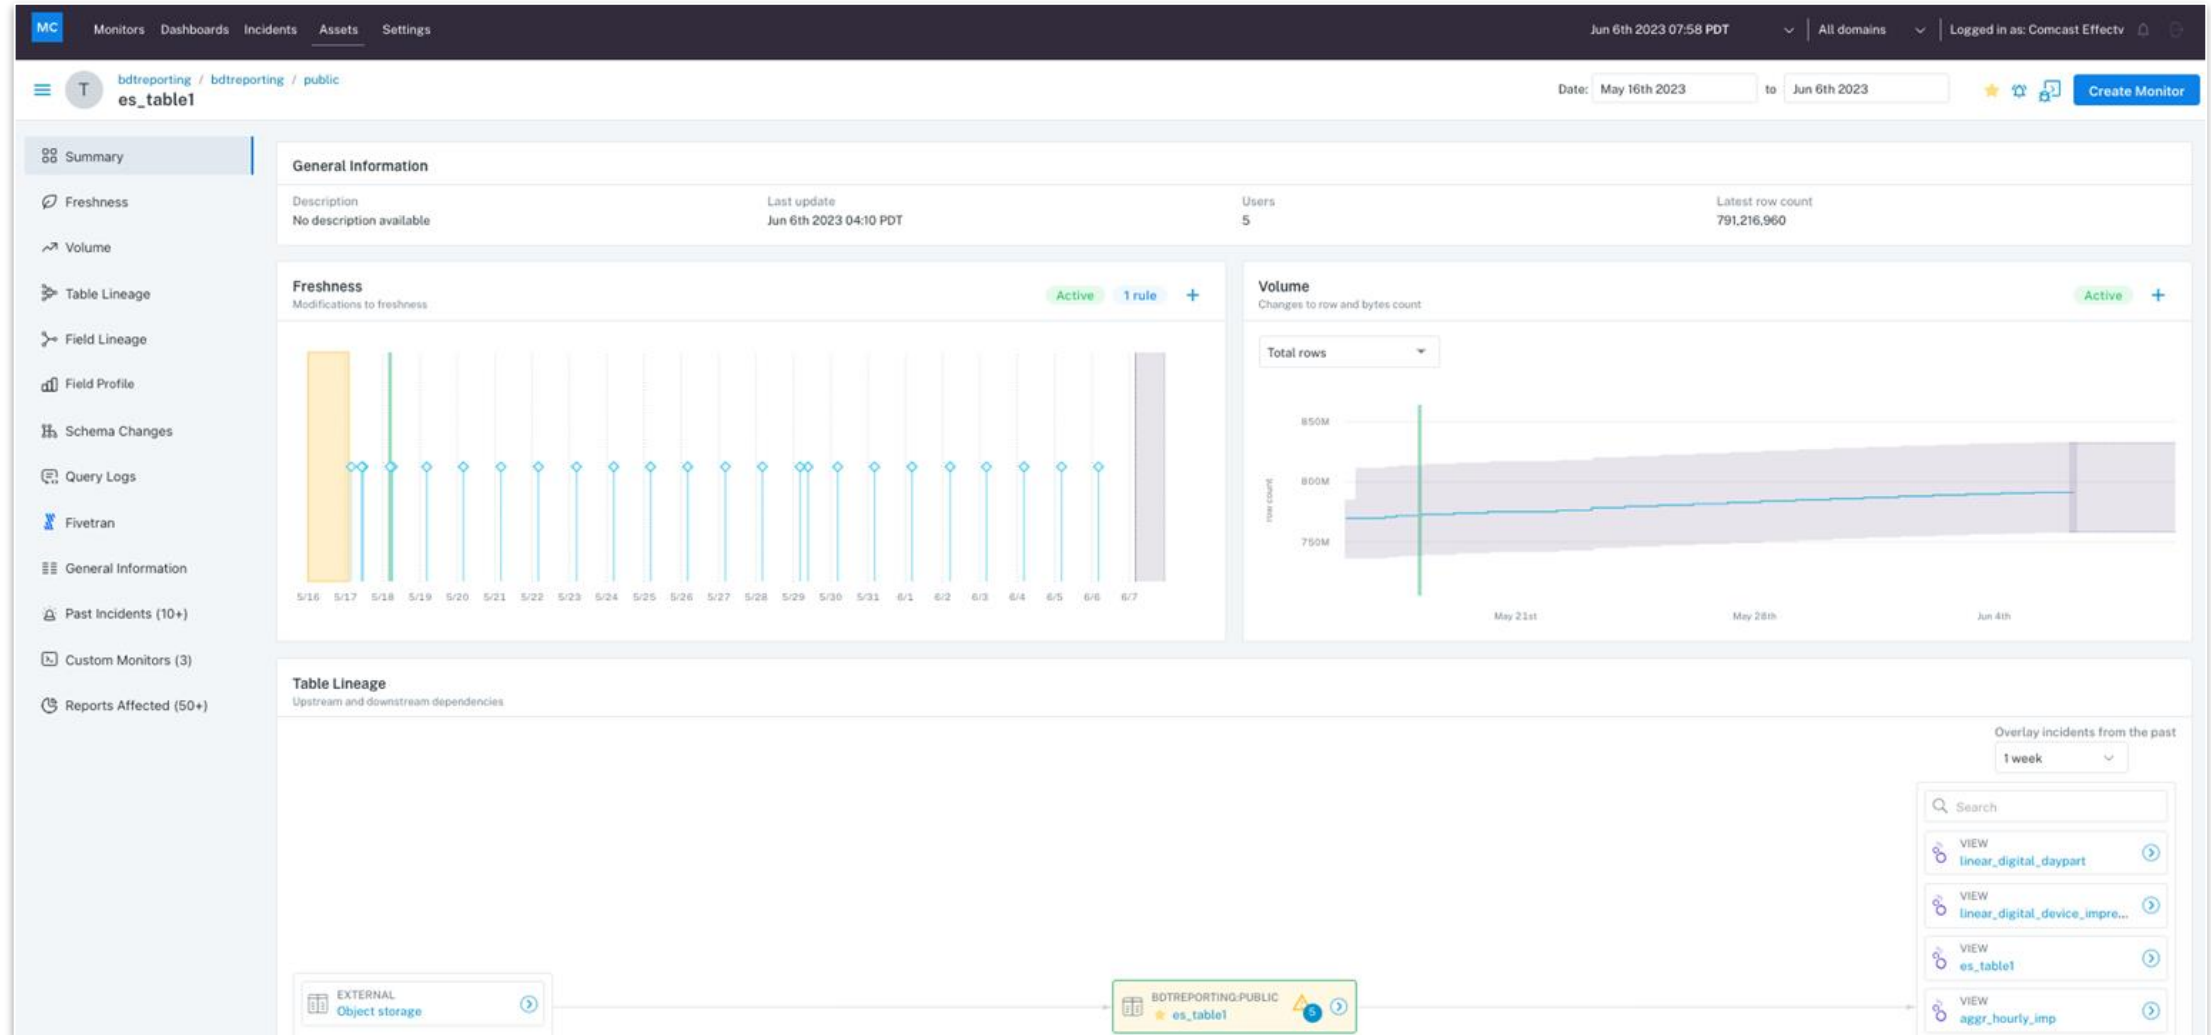 MC Monitors Dashboards Incidents Assets Settings Jun 6th 2023 07:58 PDT All domains Logged in as: Comcast Effectv
T bdtreporting / bdtreporting / public
es_table1
Date: May 16th 2023 to Jun 6th 2023 Create Monitor
Summary
Freshness
Volume
Table Lineage
Field Lineage
Field Profile
Schema Changes
Query Logs
Fivetran
General Information
Past Incidents (10+)
Custom Monitors (3)
Reports Affected (50+)
General Information
Description Last update Users Latest row count
No description available Jun 6th 2023 04:10 PDT 5 791,216,960
Freshness
Modifications to freshness
Active 1 rule +
5/16 5/17 5/18 5/19 5/20 5/21 5/22 5/23 5/24 5/25 5/26 5/27 5/28 5/29 5/30 5/31 6/1 6/2 6/3 6/4 6/5 6/6 6/7
Volume
Changes to row and bytes count
Active +
Total rows
row count
850M
800M
750M
May 21st May 28th Jun 4th
Table Lineage
Upstream and downstream dependencies
Overlay incidents from the past
1 week
Search
VIEW
linear_digital_daypart
VIEW
linear_digital_device_impre...
VIEW
es_table1
VIEW
aggr_hourly_imp
EXTERNAL
Object storage
BDTREPORTING:PUBLIC
es_table1
5